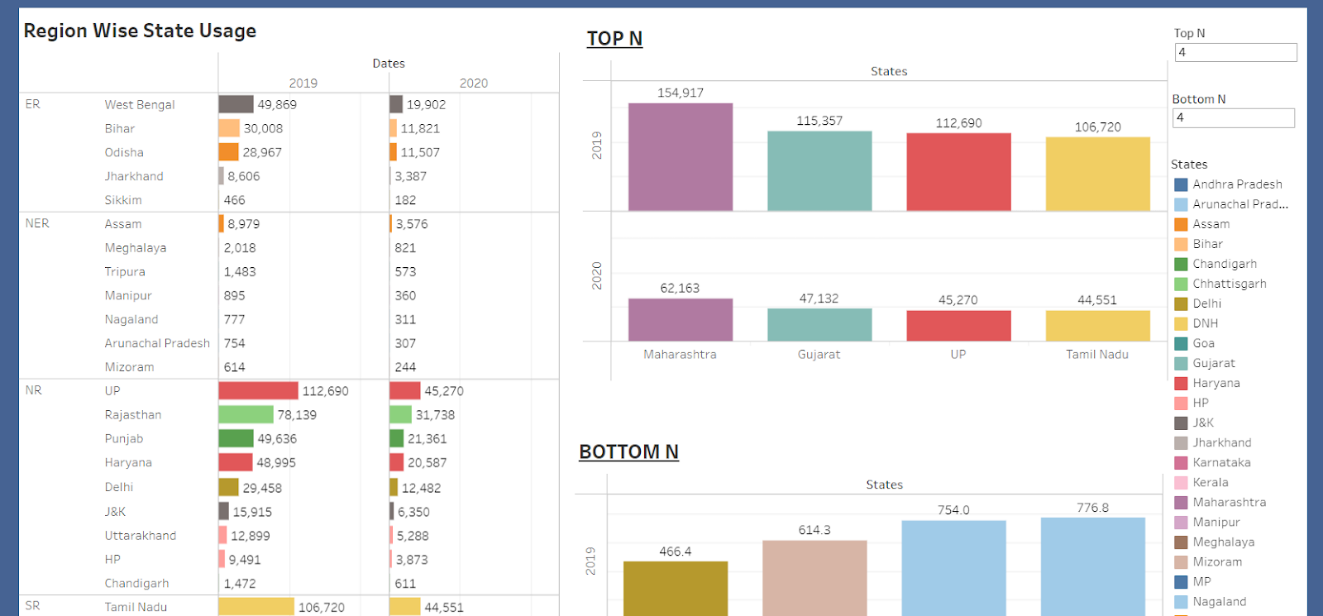 Region Wise State Usage
Dates
2019 2020
ER West Bengal 49,869 19,902
Bihar 30,008 11,821
Odisha 28,967 11,507
Jharkhand 8,606 3,387
Sikkim 466 182
NER Assam 8,979 3,576
Meghalaya 2,018 821
Tripura 1,483 573
Manipur 895 360
Nagaland 777 311
Arunachal Pradesh 754 307
Mizoram 614 244
NR UP 112,690 45,270
Rajasthan 78,139 31,738
Punjab 49,636 21,361
Haryana 48,995 20,587
Delhi 29,458 12,482
J&K 15,915 6,350
Uttarakhand 12,899 5,288
HP 9,491 3,873
Chandigarh 1,472 611
SR Tamil Nadu 106,720 44,551
TOP N
States
2019
154,917 115,357 112,690 106,720
2020
62,163 47,132 45,270 44,551
Maharashtra Gujarat UP Tamil Nadu
BOTTOM N
States
2019
466.4 614.3 754.0 776.8
Top N
4
Bottom N
4
States
Andhra Pradesh
Arunachal Prad...
Assam
Bihar
Chandigarh
Chhattisgarh
Delhi
DNH
Goa
Gujarat
Haryana
HP
J&K
Jharkhand
Karnataka
Kerala
Maharashtra
Manipur
Meghalaya
Mizoram
MP
Nagaland